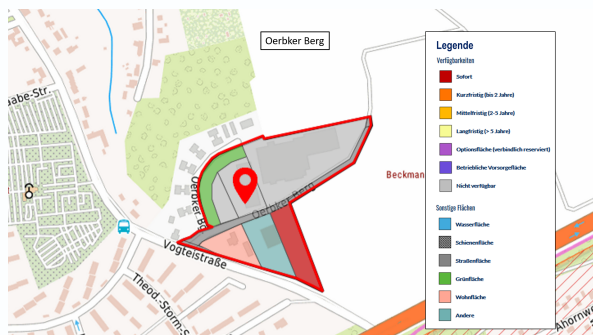 Oerbker Berg
Legende
Verfügbarkeiten
Sofort
Kurzfristig (bis 2 Jahre)
Mittelfristig (2-5 Jahre)
Langfristig (> 5 Jahre)
Optionsfläche (verbindlich reserviert)
Betriebliche Vorsorgefläche
Nicht verfügbar
Sonstige Flächen
Wasserfläche
Schienenfläche
Straßenfläche
Grünfläche
Wohnfläche
Andere
aabe-Str.
Beckman
Oerbker Berg
Vogteistraße
Theod.-Storm-S
Ahornwe